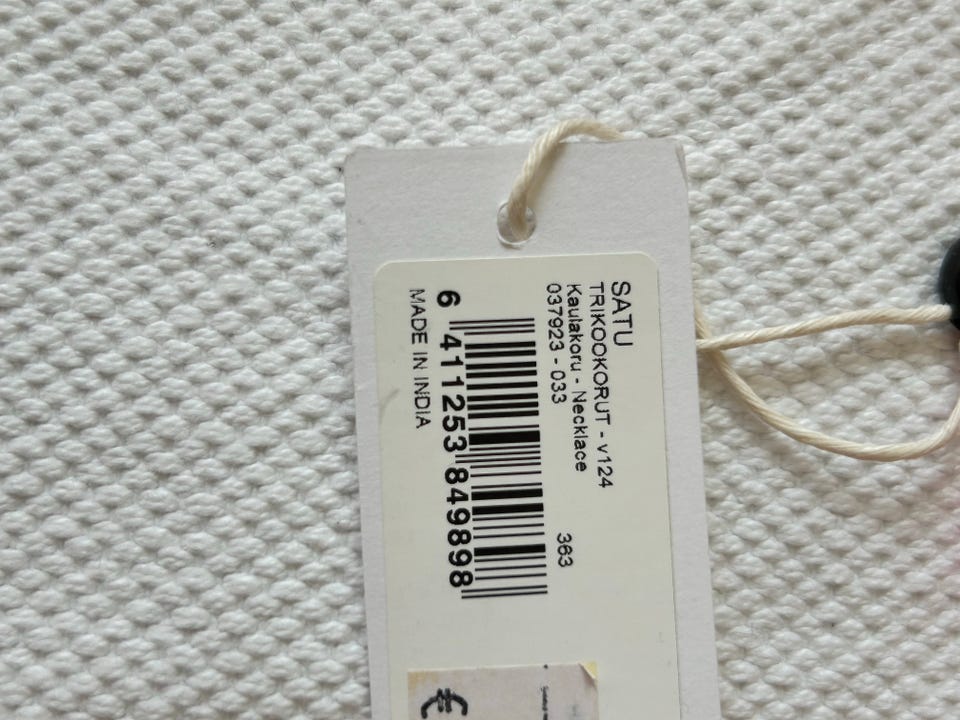 SATU
TRIKOOKORUT - v124
Kaulakoru - Necklace
037923 - 033
363
6 411253 849898
MADE IN INDIA
€